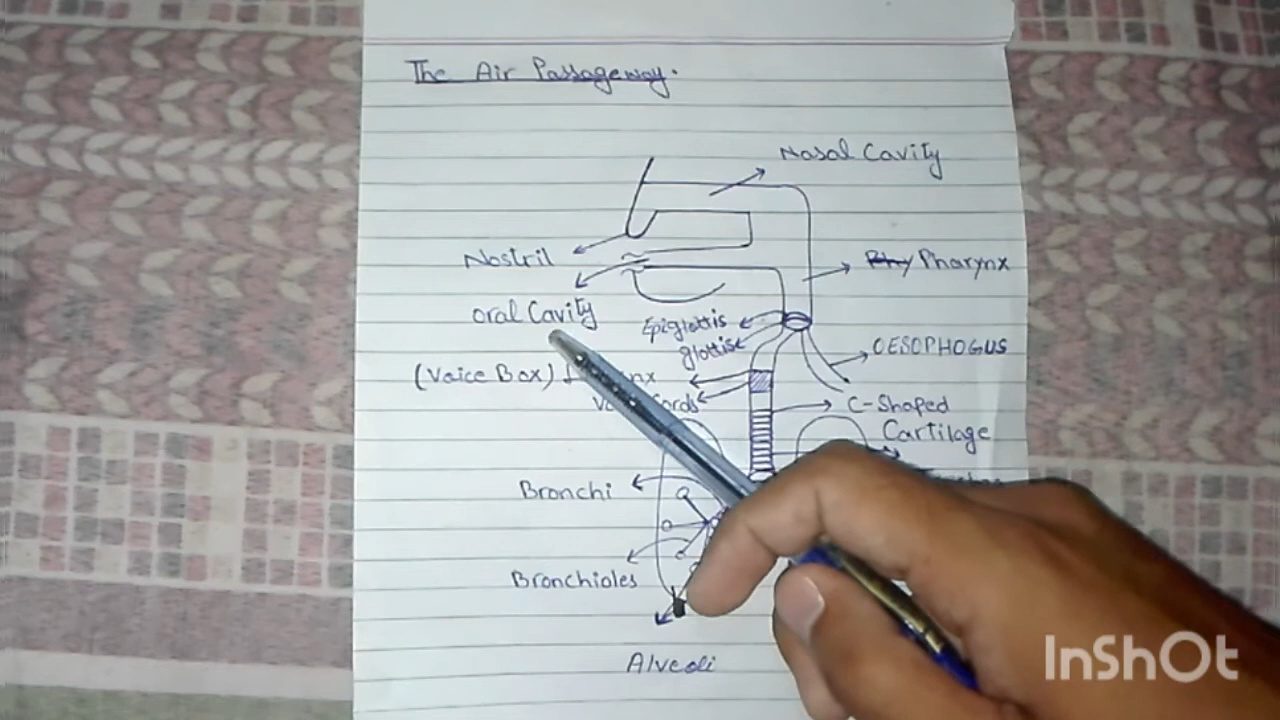 The Air Passageway.
Nasal Cavity
Nostril
Pharynx
Oral Cavity
Epiglottis
glottis
OESOPHOGUS
(Voice Box)
C-Shaped
Cartilage
Bronchi
Bronchioles
Alveoli
InShOt